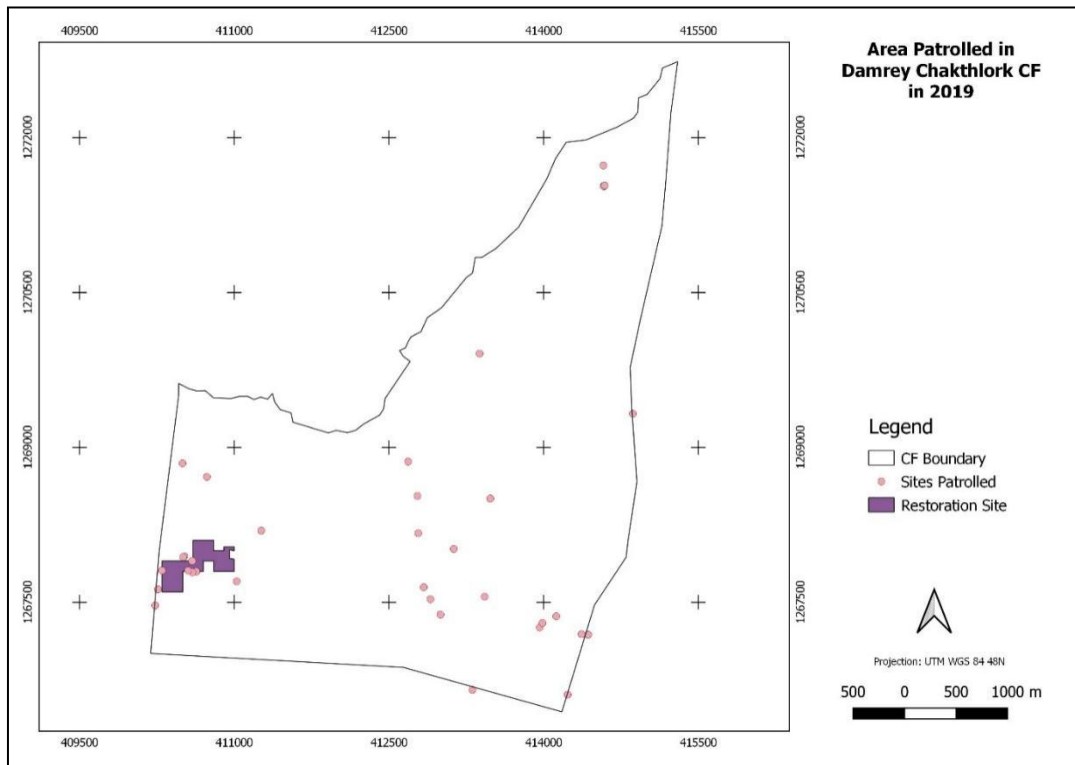 409500 411000 412500 414000 415500
Area Patrolled in
Damrey Chakthlork CF
in 2019
1272000 1272000
1270500 1270500
1269000 1269000
1267500 1267500
Legend
CF Boundary
Sites Patrolled
Restoration Site
Projection: UTM WGS 84 48N
500 0 500 1000 m
409500 411000 412500 414000 415500